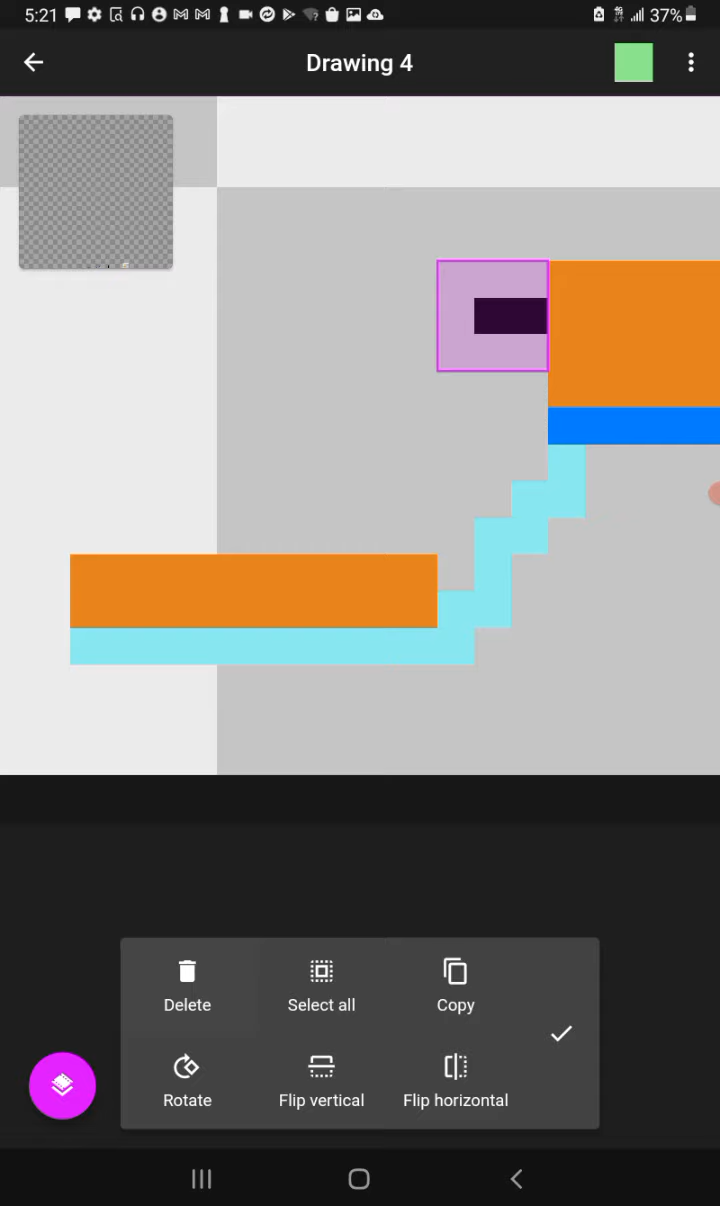 5:21 37%
Drawing 4
Delete Select all Copy
Rotate Flip vertical Flip horizontal